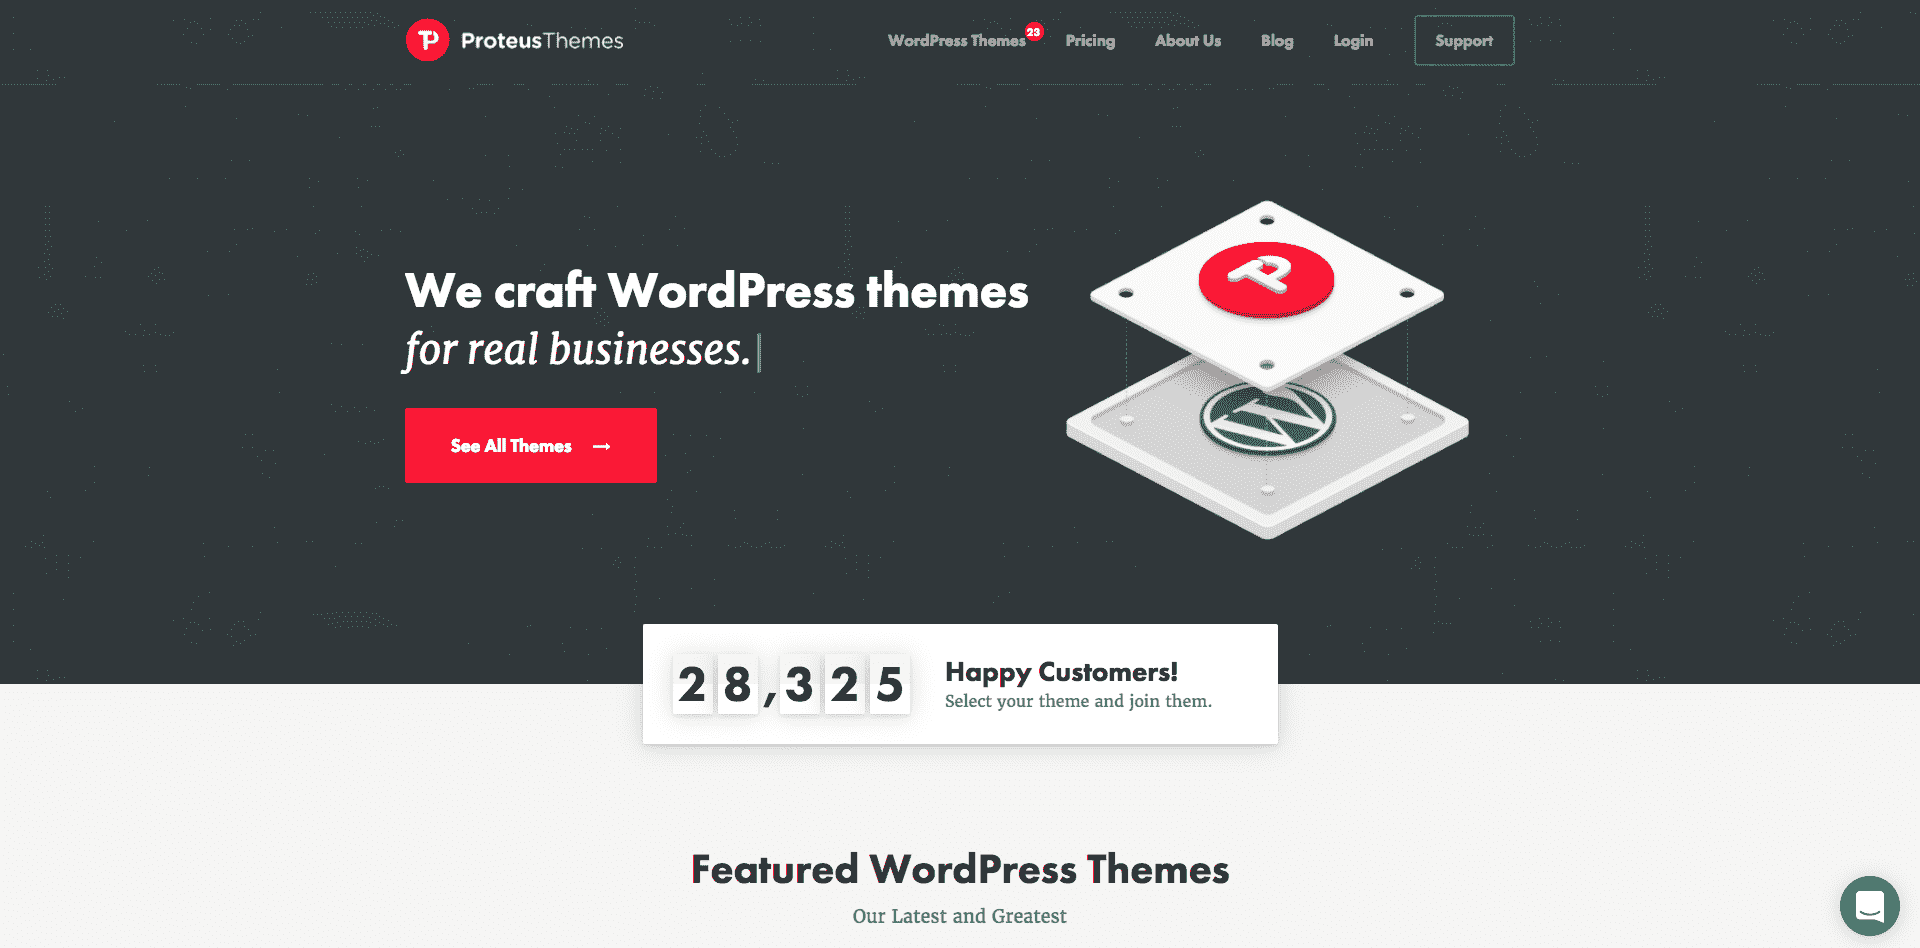 ProteusThemes
WordPress Themes 23
Pricing
About Us
Blog
Login
Support
We craft WordPress themes
for real businesses.
See All Themes →
28,325
Happy Customers!
Select your theme and join them.
Featured WordPress Themes
Our Latest and Greatest